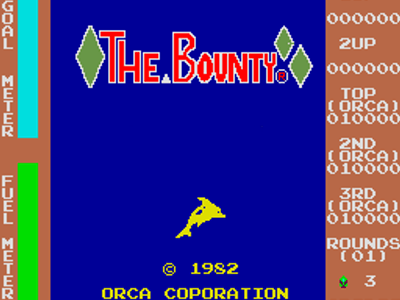 GOAL METER
FUEL METER
THE BOUNTY ®
© 1982
ORCA COPORATION
000000
2UP
000000
TOP
(ORCA)
010000
2ND
(ORCA)
010000
3RD
(ORCA)
010000
ROUNDS
(01)
3